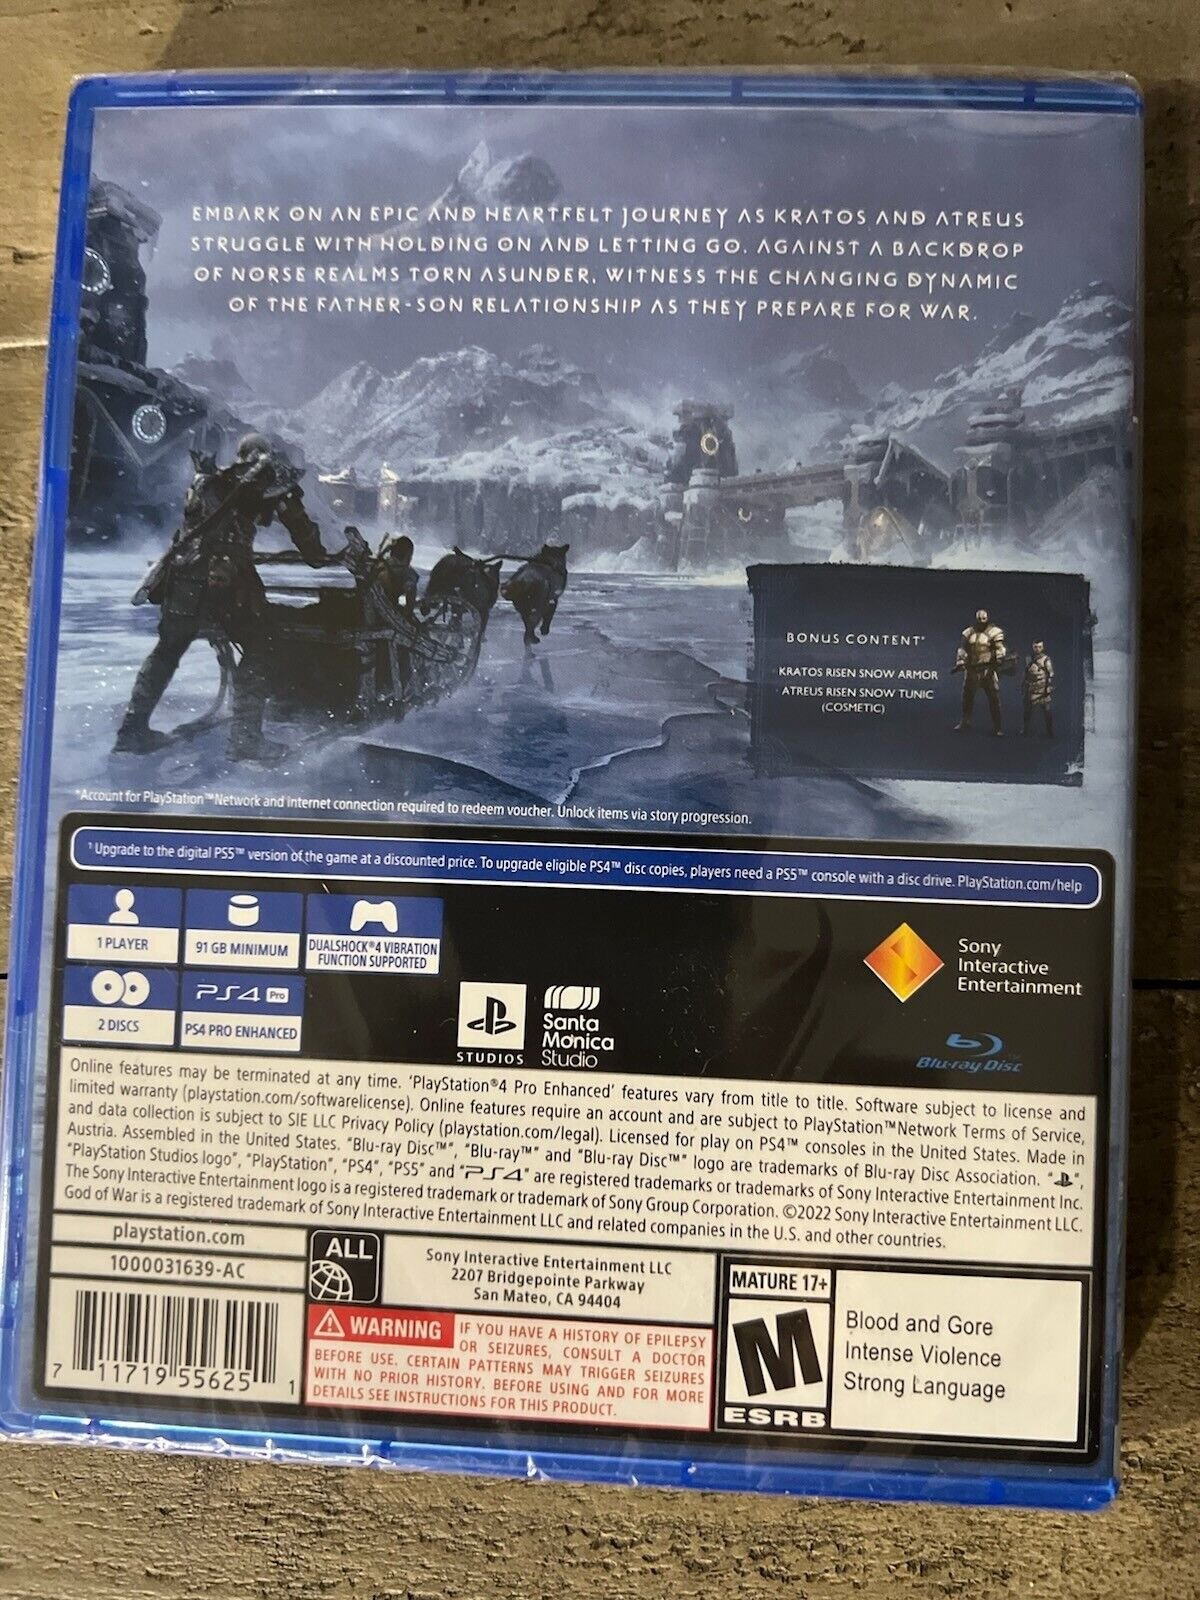 EMBARK ON AN EPIC AND HEARTFELT JOURNEY AS KRATOS AND ATREUS
STRUGGLE WITH HOLDING ON AND LETTING GO. AGAINST A BACKDROP
OF NORSE REALMS TORN ASUNDER, WITNESS THE CHANGING DYNAMIC
OF THE FATHER-SON RELATIONSHIP AS THEY PREPARE FOR WAR.
BONUS CONTENT*
KRATOS RISEN SNOW ARMOR
ATREUS RISEN SNOW TUNIC
(COSMETIC)
*Account for PlayStation™Network and internet connection required to redeem voucher. Unlock items via story progression.
¹ Upgrade to the digital PS5™ version of the game at a discounted price. To upgrade eligible PS4™ disc copies, players need a PS5™ console with a disc drive. PlayStation.com/help
1 PLAYER
91 GB MINIMUM
DUALSHOCK®4 VIBRATION
FUNCTION SUPPORTED
2 DISCS
PS4 Pro
PS4 PRO ENHANCED
STUDIOS
Santa
Monica
Studio
Sony
Interactive
Entertainment
Blu-ray Disc™
Online features may be terminated at any time. 'PlayStation®4 Pro Enhanced' features vary from title to title. Software subject to license and
limited warranty (playstation.com/softwarelicense). Online features require an account and are subject to PlayStation™Network Terms of Service,
and data collection is subject to SIE LLC Privacy Policy (playstation.com/legal). Licensed for play on PS4™ consoles in the United States. Made in
Austria. Assembled in the United States. "Blu-ray Disc™", "Blu-ray™" and "Blu-ray Disc™" logo are trademarks of Blu-ray Disc Association. "",
"PlayStation Studios logo", "PlayStation", "PS4", "PS5" and "PS4" are registered trademarks or trademarks of Sony Interactive Entertainment Inc.
The Sony Interactive Entertainment logo is a registered trademark or trademark of Sony Group Corporation. ©2022 Sony Interactive Entertainment LLC.
God of War is a registered trademark of Sony Interactive Entertainment LLC and related companies in the U.S. and other countries.
playstation.com
1000031639-AC
7 11719 55625 1
ALL
Sony Interactive Entertainment LLC
2207 Bridgepointe Parkway
San Mateo, CA 94404
WARNING IF YOU HAVE A HISTORY OF EPILEPSY
OR SEIZURES, CONSULT A DOCTOR
BEFORE USE. CERTAIN PATTERNS MAY TRIGGER SEIZURES
WITH NO PRIOR HISTORY. BEFORE USING AND FOR MORE
DETAILS SEE INSTRUCTIONS FOR THIS PRODUCT.
MATURE 17+
M
ESRB
Blood and Gore
Intense Violence
Strong Language